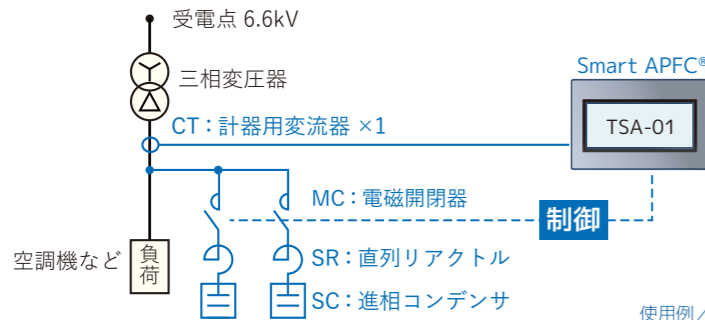 受電点 6.6kV
三相変圧器
Smart APFC®
CT：計器用変流器 ×1
TSA-01
MC：電磁開閉器
制御
空調機など
負荷
SR：直列リアクトル
SC：進相コンデンサ
使用例／